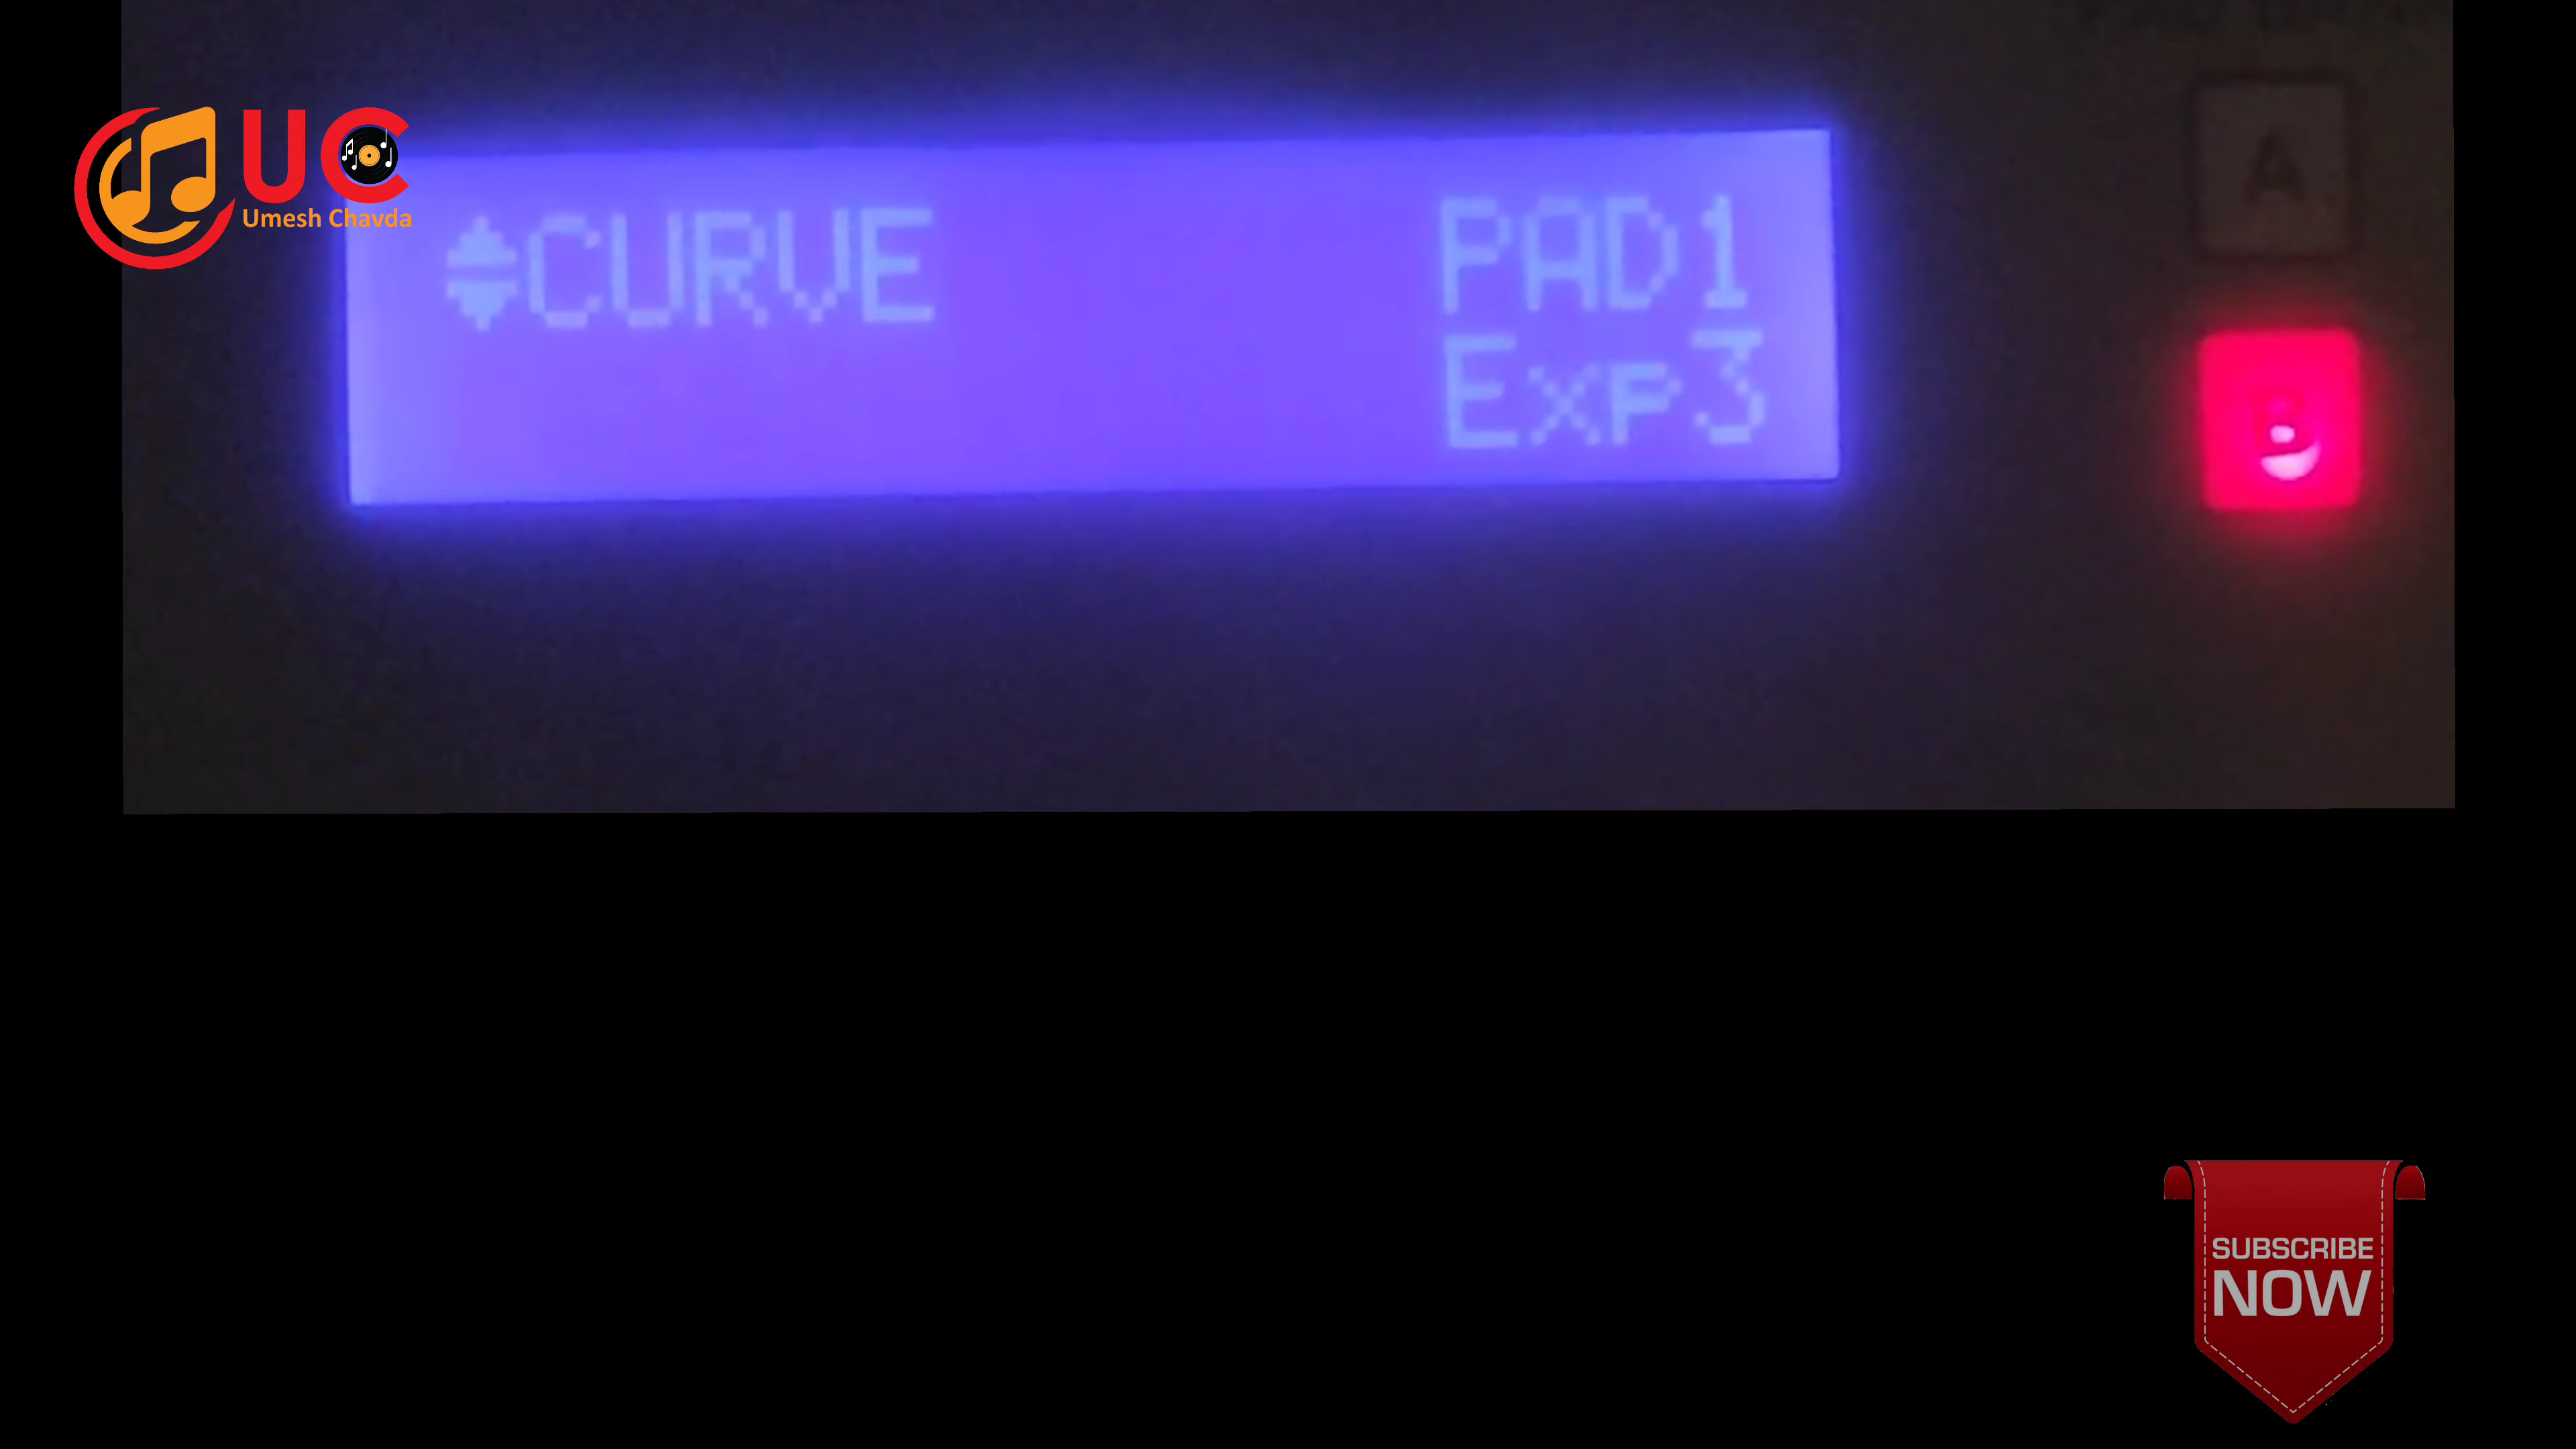 UC
Umesh Chavda
CURVE PAD1
Exp3
A
B
SUBSCRIBE
NOW